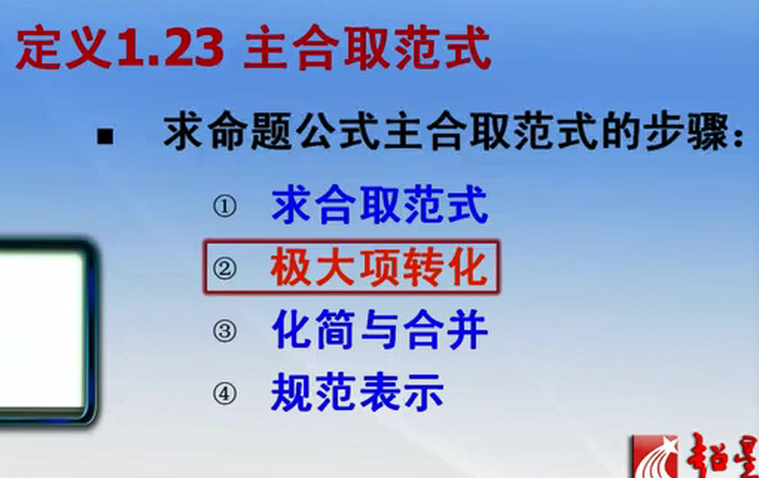 定义1.23 主合取范式
■ 求命题公式主合取范式的步骤：
① 求合取范式
② 极大项转化
③ 化简与合并
④ 规范表示
超星